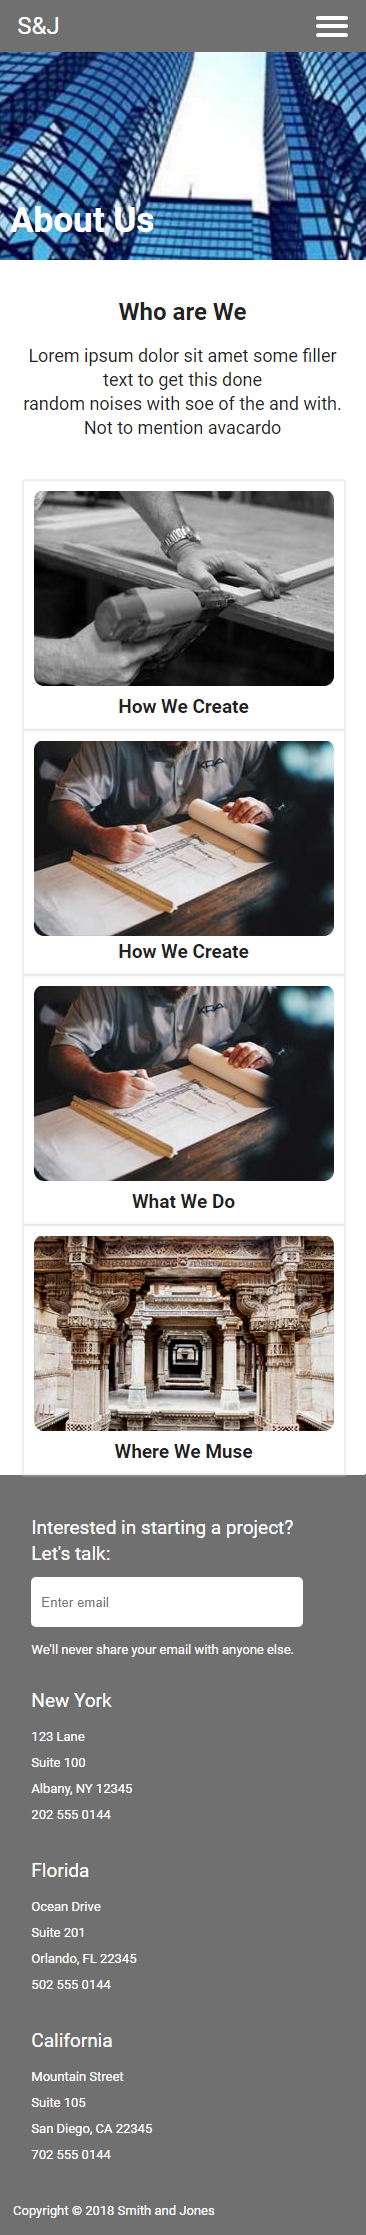 S&J
About Us
Who are We
Lorem ipsum dolor sit amet some filler
text to get this done
random noises with soe of the and with.
Not to mention avacardo
How We Create
How We Create
What We Do
Where We Muse
Interested in starting a project?
Let's talk:
Enter email
We'll never share your email with anyone else.
New York
123 Lane
Suite 100
Albany, NY 12345
202 555 0144
Florida
Ocean Drive
Suite 201
Orlando, FL 22345
502 555 0144
California
Mountain Street
Suite 105
San Diego, CA 22345
702 555 0144
Copyright © 2018 Smith and Jones